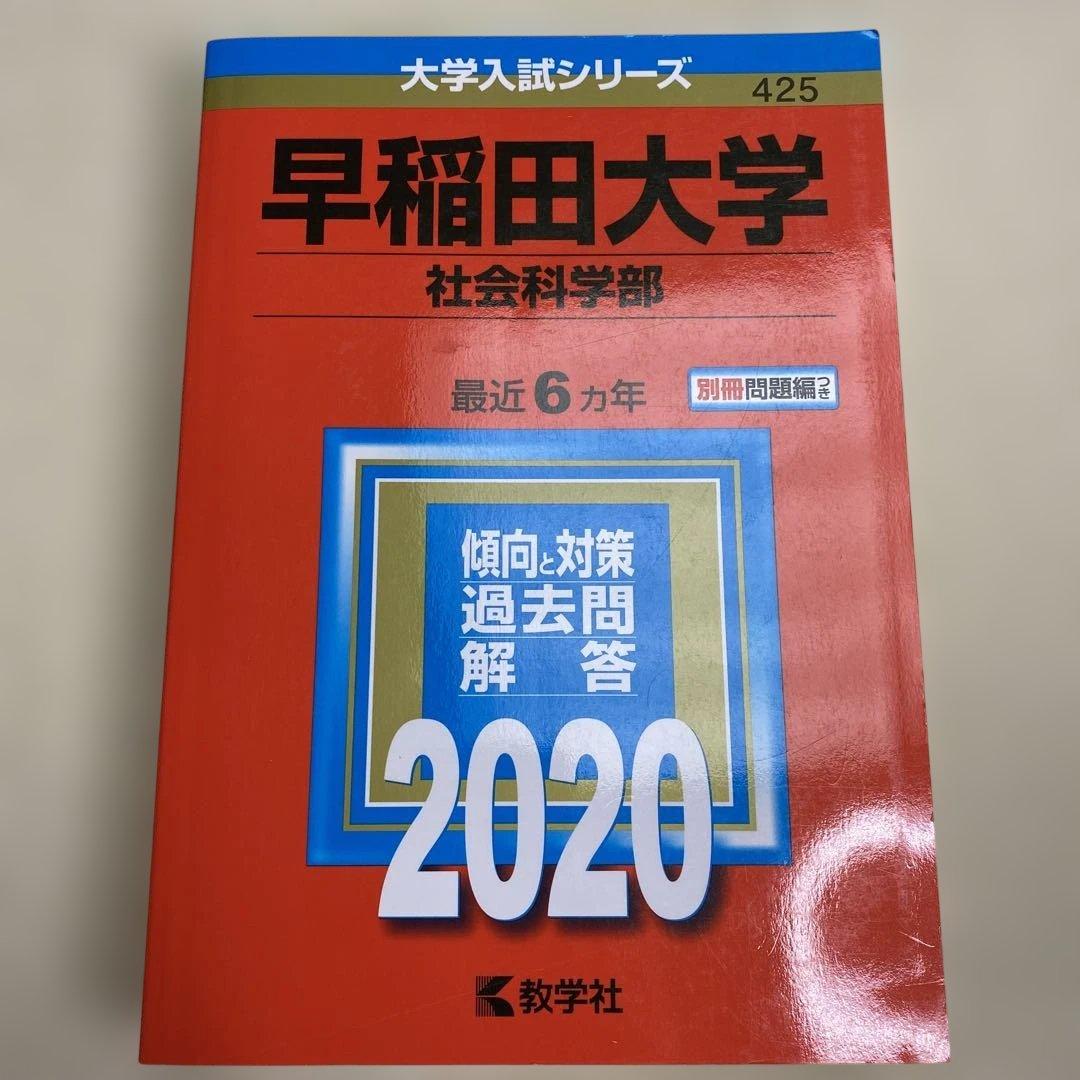 大学入試シリーズ
425
早稲田大学
社会科学部
最近6ヵ年
別冊問題編つき
傾向と対策
過去問
解答
2020
教学社